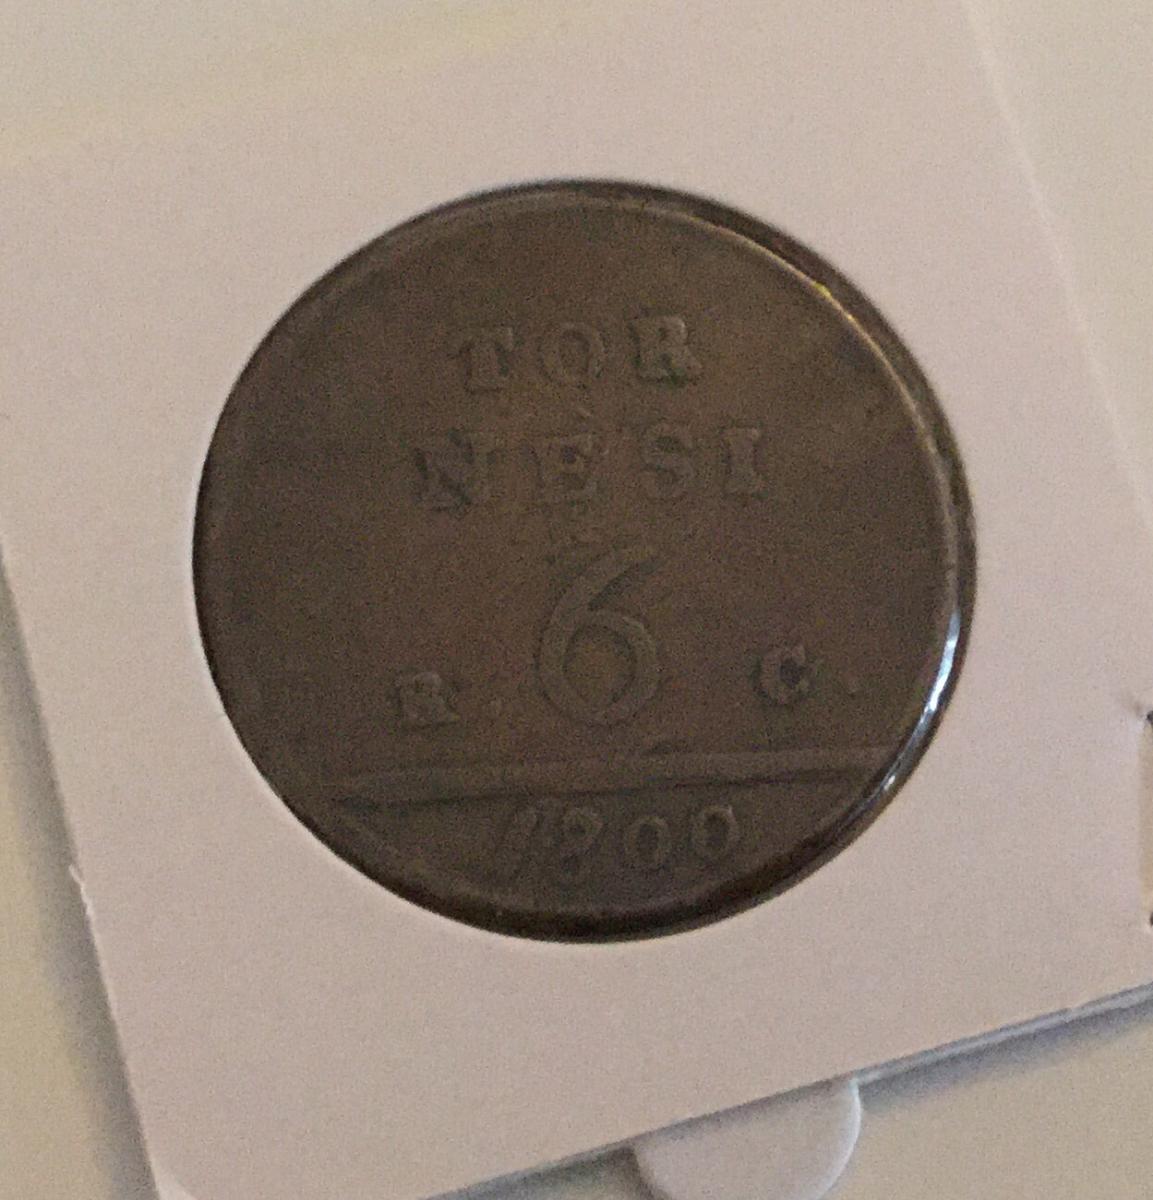 TOR
NESI
6
R. C.
1800